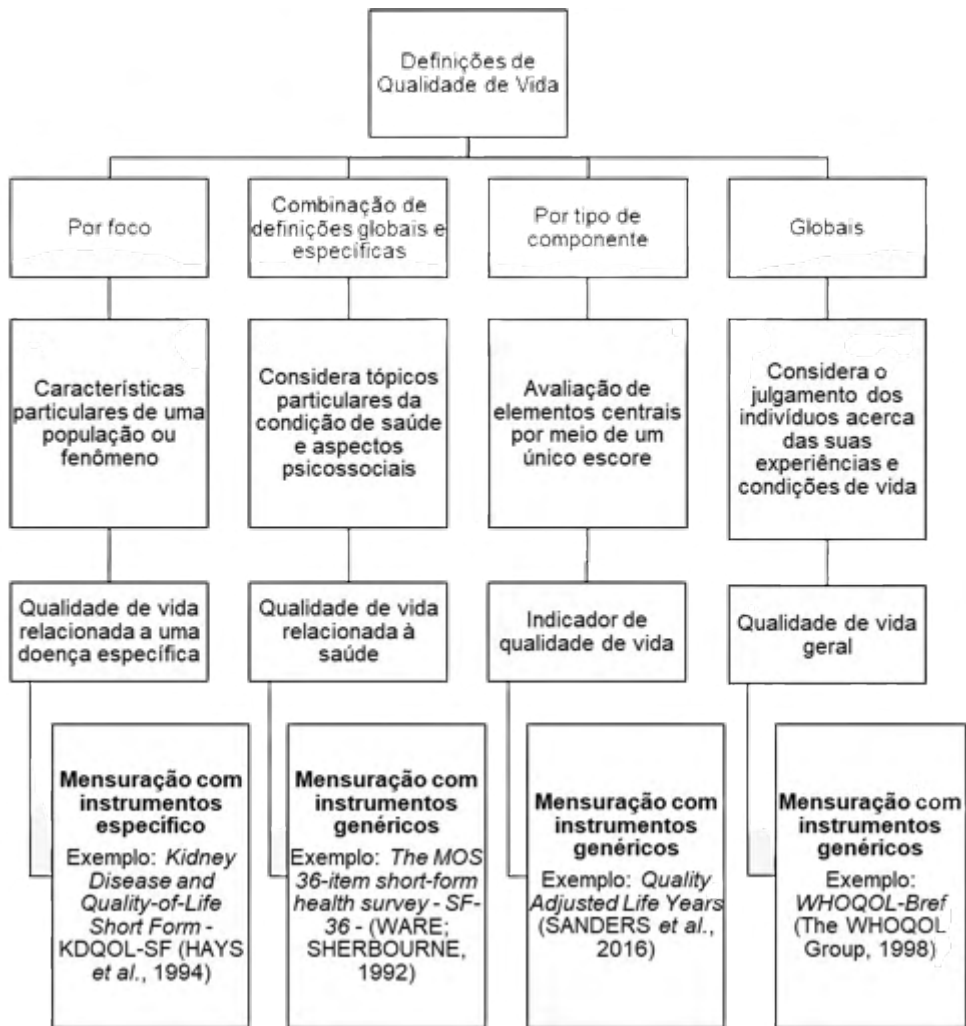 Definições de
Qualidade de Vida
Por foco
Combinação de
definições globais e
específicas
Por tipo de
componente
Globais
Características
particulares de uma
população ou
fenômeno
Considera tópicos
particulares da
condição de saúde
e aspectos
psicossociais
Avaliação de
elementos centrais
por meio de um
único escore
Considera o
julgamento dos
indivíduos acerca
das suas
experiências e
condições de vida
Qualidade de vida
relacionada a uma
doença específica
Qualidade de vida
relacionada à
saúde
Indicador de
qualidade de vida
Qualidade de vida
geral
Mensuração com
instrumentos
específico
Exemplo: Kidney
Disease and
Quality-of-Life
Short Form -
KDQOL-SF (HAYS
et al., 1994)
Mensuração com
instrumentos
genéricos
Exemplo: The MOS
36-item short-form
health survey - SF-
36 - (WARE;
SHERBOURNE,
1992)
Mensuração com
instrumentos
genéricos
Exemplo: Quality
Adjusted Life Years
(SANDERS et al.,
2016)
Mensuração com
instrumentos
genéricos
Exemplo:
WHOQOL-Bref
(The WHOQOL
Group, 1998)